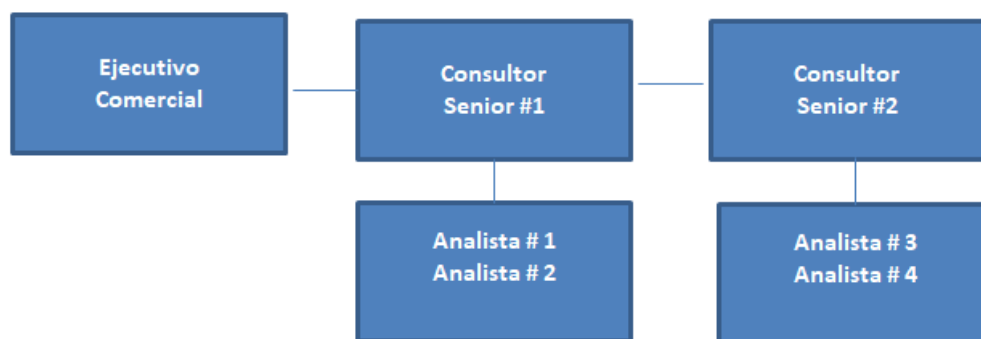 Ejecutivo
Comercial
Consultor
Senior #1
Consultor
Senior #2
Analista # 1
Analista # 2
Analista # 3
Analista # 4